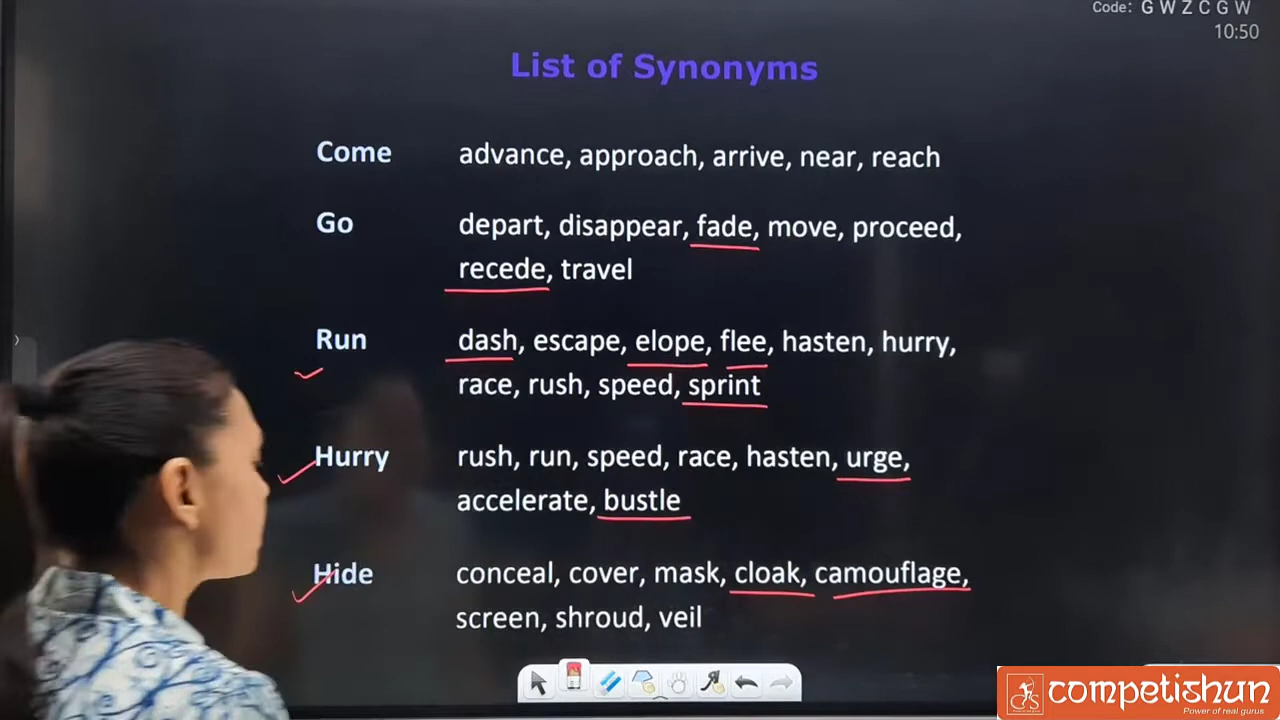 Code: G W Z C G W
10:50
List of Synonyms
Come advance, approach, arrive, near, reach
Go depart, disappear, fade, move, proceed,
recede, travel
Run dash, escape, elope, flee, hasten, hurry,
race, rush, speed, sprint
Hurry rush, run, speed, race, hasten, urge,
accelerate, bustle
Hide conceal, cover, mask, cloak, camouflage,
screen, shroud, veil
competishun
Power of real gurus